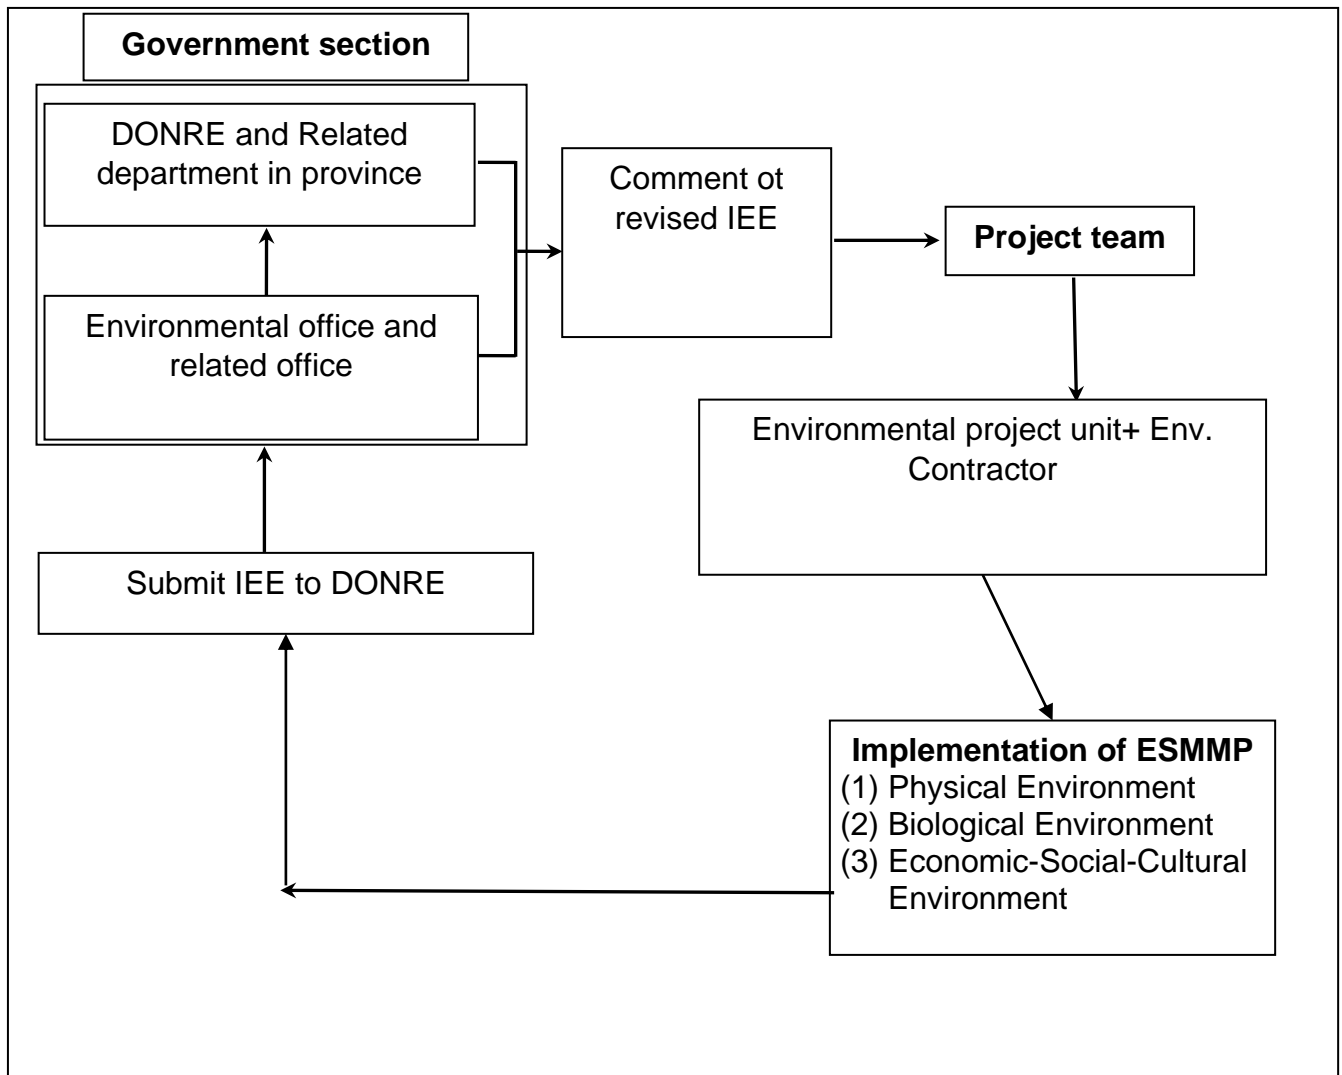 Government section
DONRE and Related
department in province
Environmental office and
related office
Submit IEE to DONRE
Comment ot
revised IEE
Project team
Environmental project unit+ Env.
Contractor
Implementation of ESMMP
(1) Physical Environment
(2) Biological Environment
(3) Economic-Social-Cultural
Environment